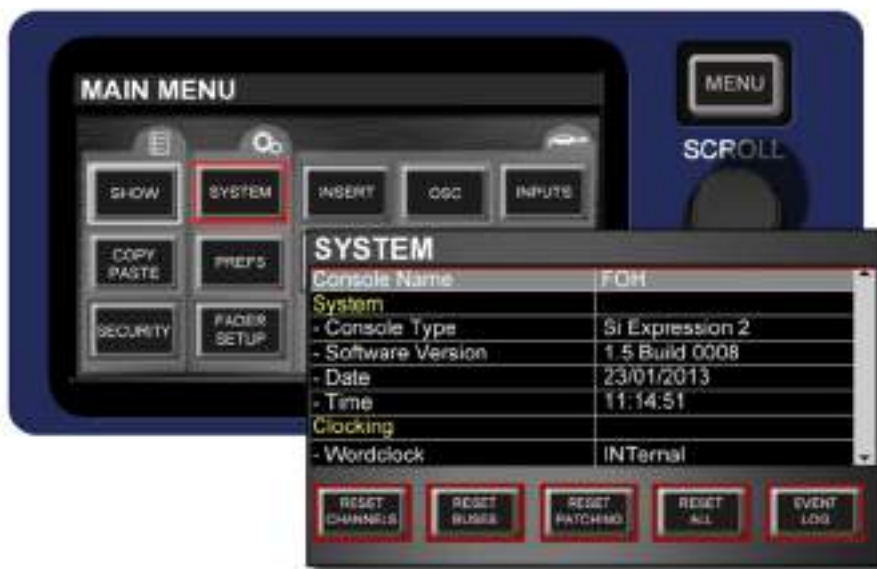 MAIN MENU
MENU
SCROLL
SHOW
SYSTEM
INSERT
OSC
INPUTS
COPY
PASTE
PREFS
SECURITY
FADER
SETUP
SYSTEM
Console Name FOH
System
- Console Type Si Expression 2
- Software Version 1.5 Build 0008
- Date 23/01/2013
- Time 11:14:51
Clocking
- Wordclock INTernal
RESET
CHANNELS
RESET
BUSES
RESET
PATCHING
RESET
ALL
EVENT
LOG